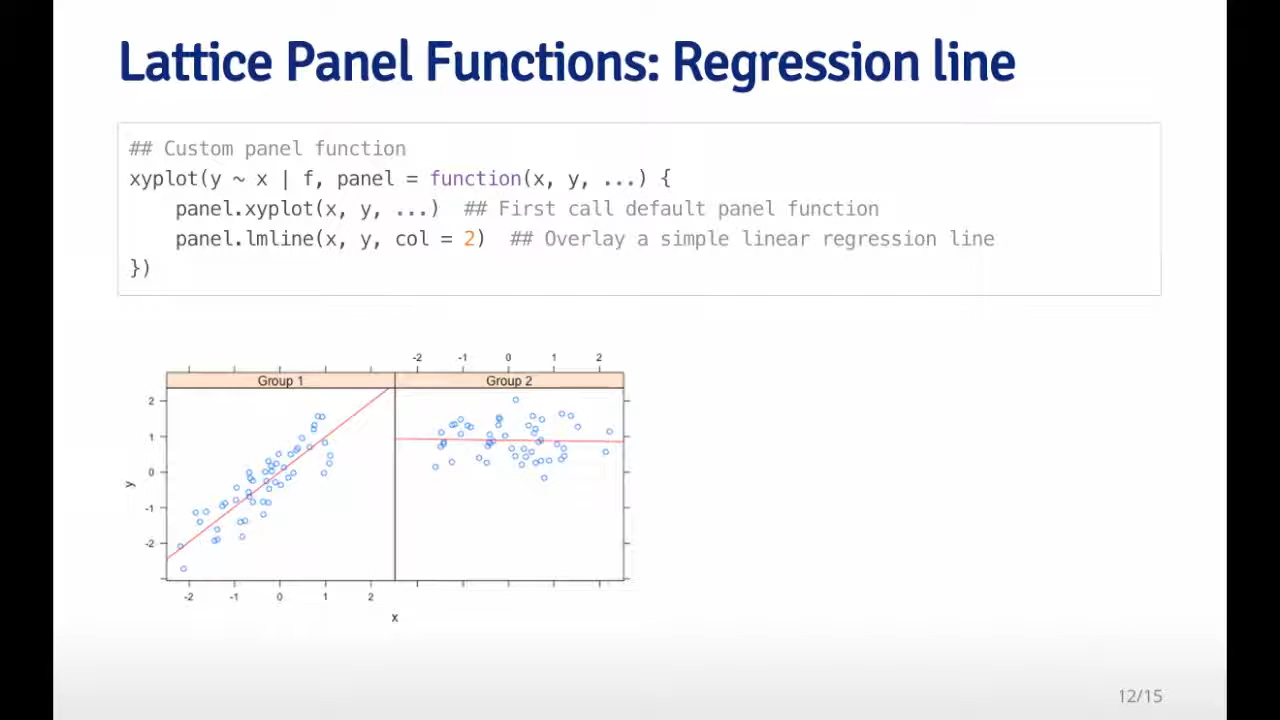 Lattice Panel Functions: Regression line
## Custom panel function
xyplot(y ~ x | f, panel = function(x, y, ...) {
    panel.xyplot(x, y, ...)  ## First call default panel function
    panel.lmline(x, y, col = 2)  ## Overlay a simple linear regression line
})
-2 -1 0 1 2
Group 1 Group 2
2
1
0
-1
-2
y
-2 -1 0 1 2
x
12/15